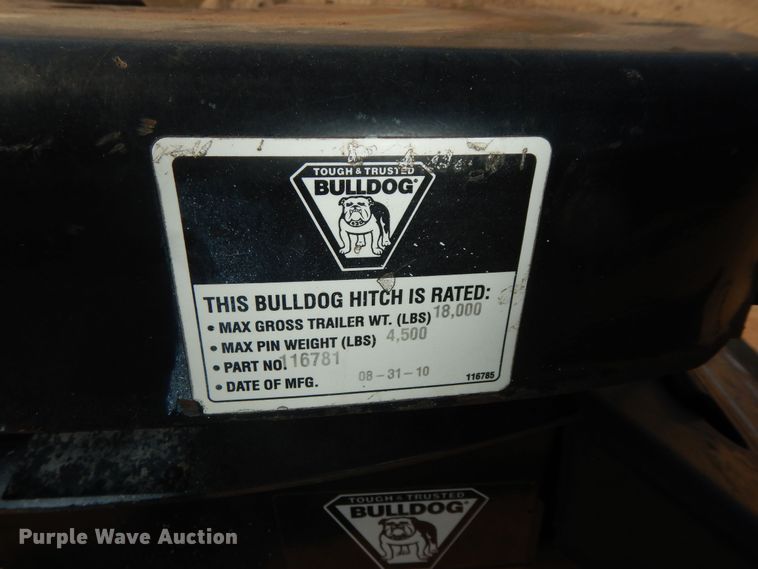 TOUGH & TRUSTED
BULLDOG®
THIS BULLDOG HITCH IS RATED:
• MAX GROSS TRAILER WT. (LBS) 18,000
• MAX PIN WEIGHT (LBS) 4,500
• PART NO. 116781
• DATE OF MFG. 08-31-10
116785
TOUGH & TRUSTED
BULLDOG®
Purple Wave Auction